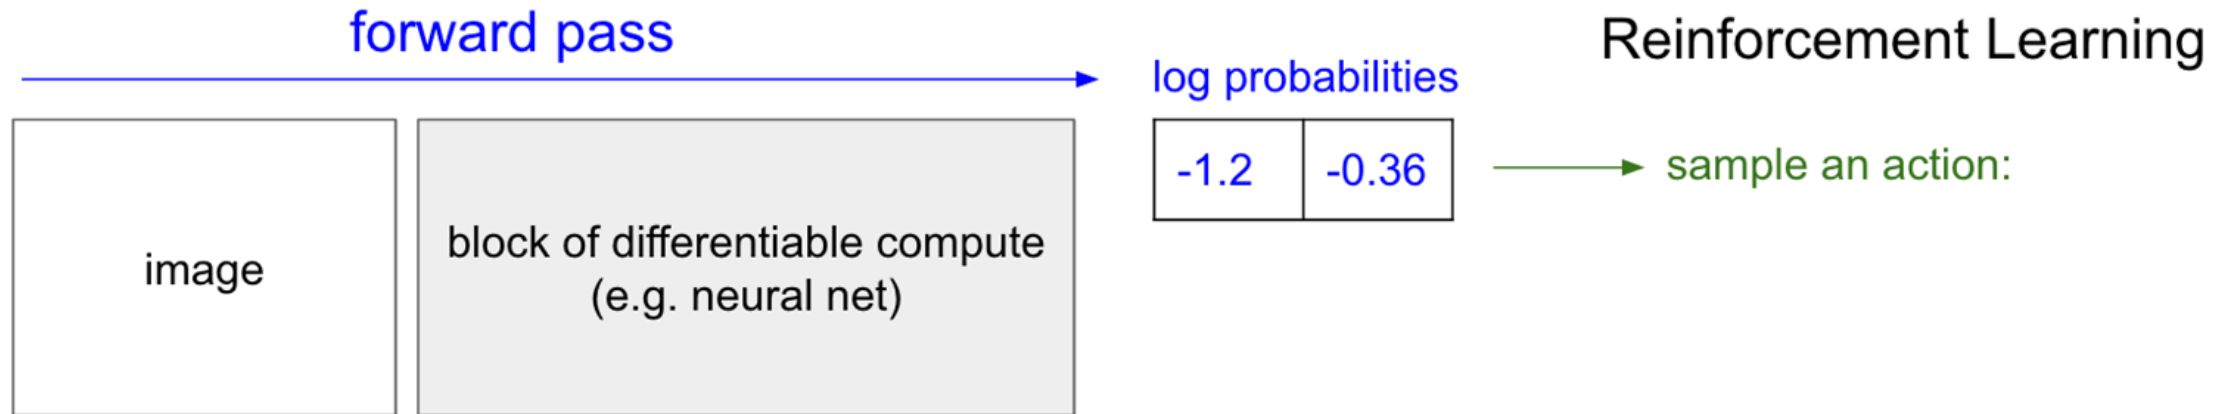 forward pass
Reinforcement Learning
log probabilities
-1.2 -0.36
sample an action:
image
block of differentiable compute
(e.g. neural net)